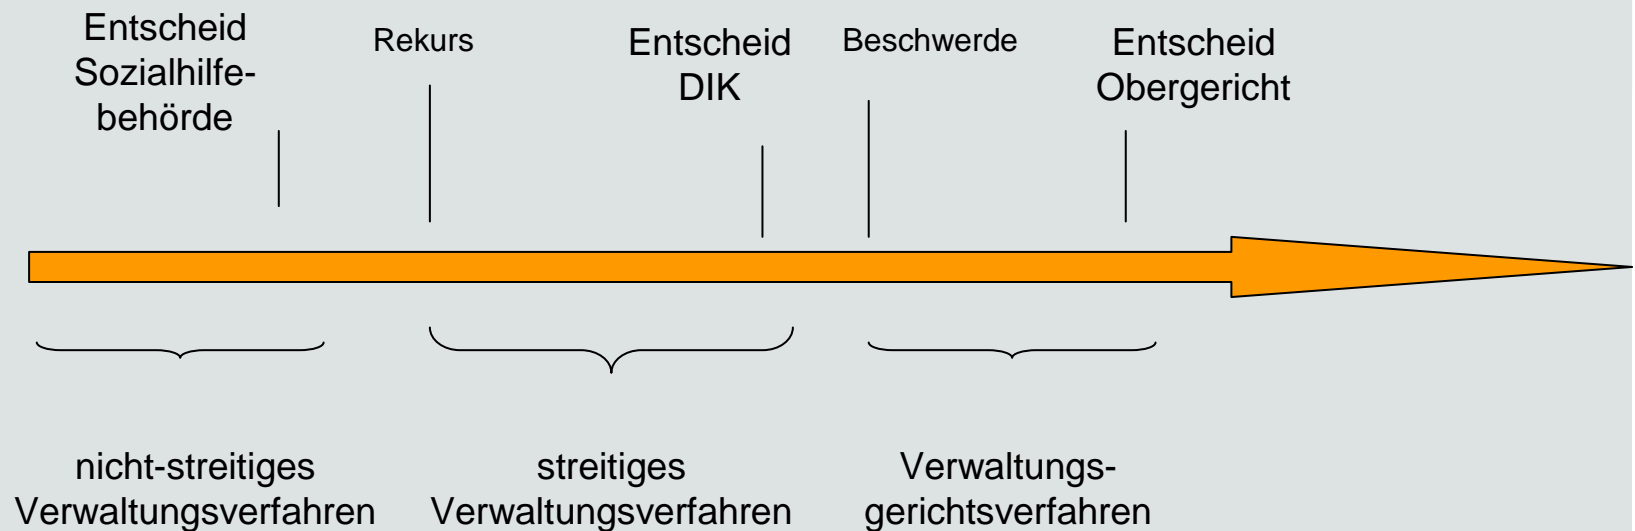 Entscheid
Sozialhilfe-
behörde
Rekurs
Entscheid
DIK
Beschwerde
Entscheid
Obergericht
nicht-streitiges
Verwaltungsverfahren
streitiges
Verwaltungsverfahren
Verwaltungs-
gerichtsverfahren